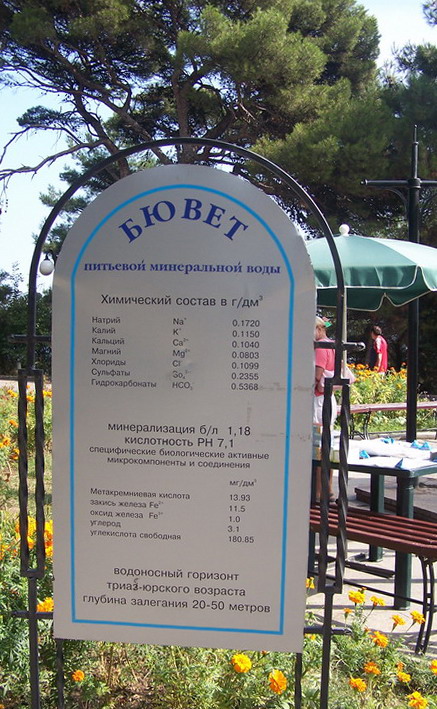 БЮВЕТ
питьевой минеральной воды
Химический состав в г/дм³
Натрий Na⁺ 0.1720
Калий K⁺ 0.1150
Кальций Ca²⁺ 0.1040
Магний Mg²⁺ 0.0803
Хлориды Cl⁻ 0.1099
Сульфаты So₄²⁻ 0.2355
Гидрокарбонаты HCO₃⁻ 0.5368
минерализация б/л 1,18
кислотность РН 7,1
специфические биологические активные
микрокомпоненты и соединения
мг/дм³
Метакремниевая кислота 13.93
закись железа Fe²⁺ 11.5
оксид железа Fe³⁺ 1.0
углерод 3.1
углекислота свободная 180.85
водоносный горизонт
триаз-юрского возраста
глубина залегания 20-50 метров